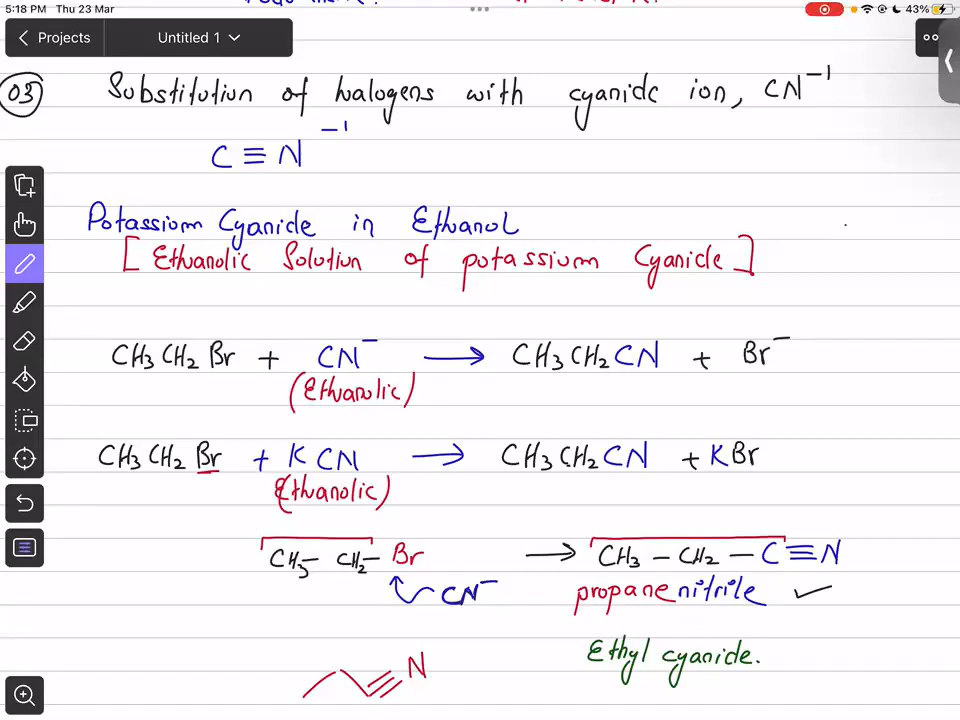 5:18 PM Thu 23 Mar
43%
Projects
Untitled 1
03 Substitution of halogens with cyanide ion, CN⁻¹
C≡N⁻¹
Potassium Cyanide in Ethanol
[Ethanolic Solution of potassium Cyanide]
CH₃CH₂Br + CN⁻ → CH₃CH₂CN + Br⁻
(Ethanolic)
CH₃CH₂Br + KCN → CH₃CH₂CN + KBr
(Ethanolic)
CH₃–CH₂–Br → CH₃–CH₂–C≡N
CN⁻
propanenitrile ✓
Ethyl cyanide.
N